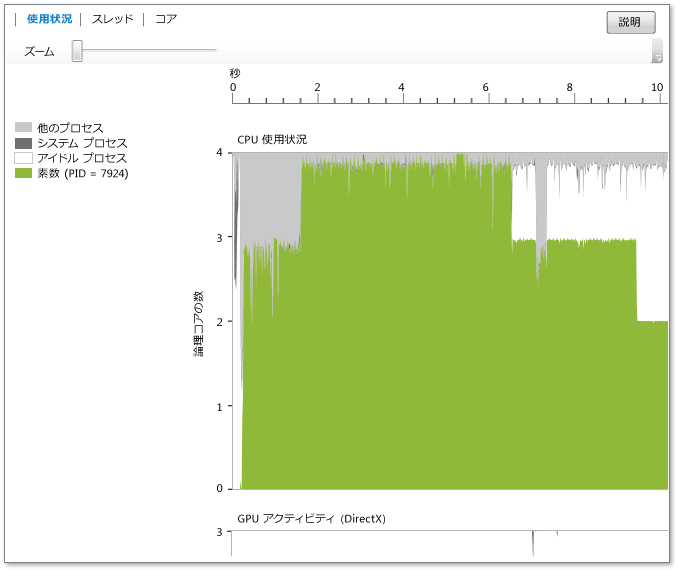 使用状況 スレッド コア 説明
ズーム
秒
0 2 4 6 8 10
他のプロセス
システム プロセス
アイドル プロセス
素数 (PID = 7924)
CPU 使用状況
4
3
2
1
0
論理コアの数
GPU アクティビティ (DirectX)
3